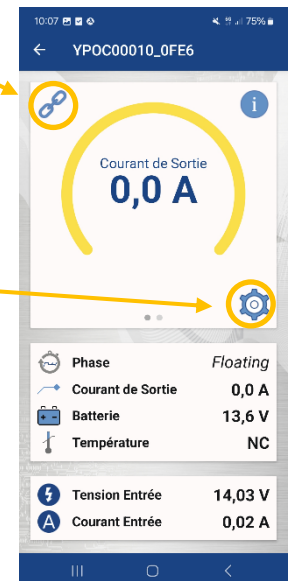 10:07 75%
YPOC00010_0FE6
i
Courant de Sortie
0,0 A
Phase Floating
Courant de Sortie 0,0 A
Batterie 13,6 V
Température NC
Tension Entrée 14,03 V
A Courant Entrée 0,02 A